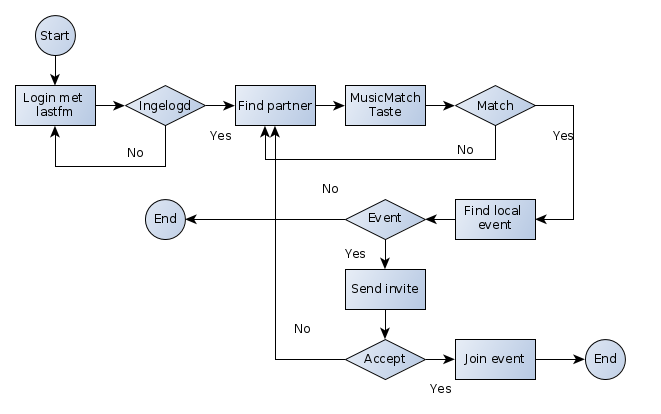 Start
Login met
lastfm
Ingelogd
Yes
No
Find partner
MusicMatch
Taste
Match
Yes
No
Find local
event
Event
No
End
Yes
Send invite
Accept
No
Yes
Join event
End